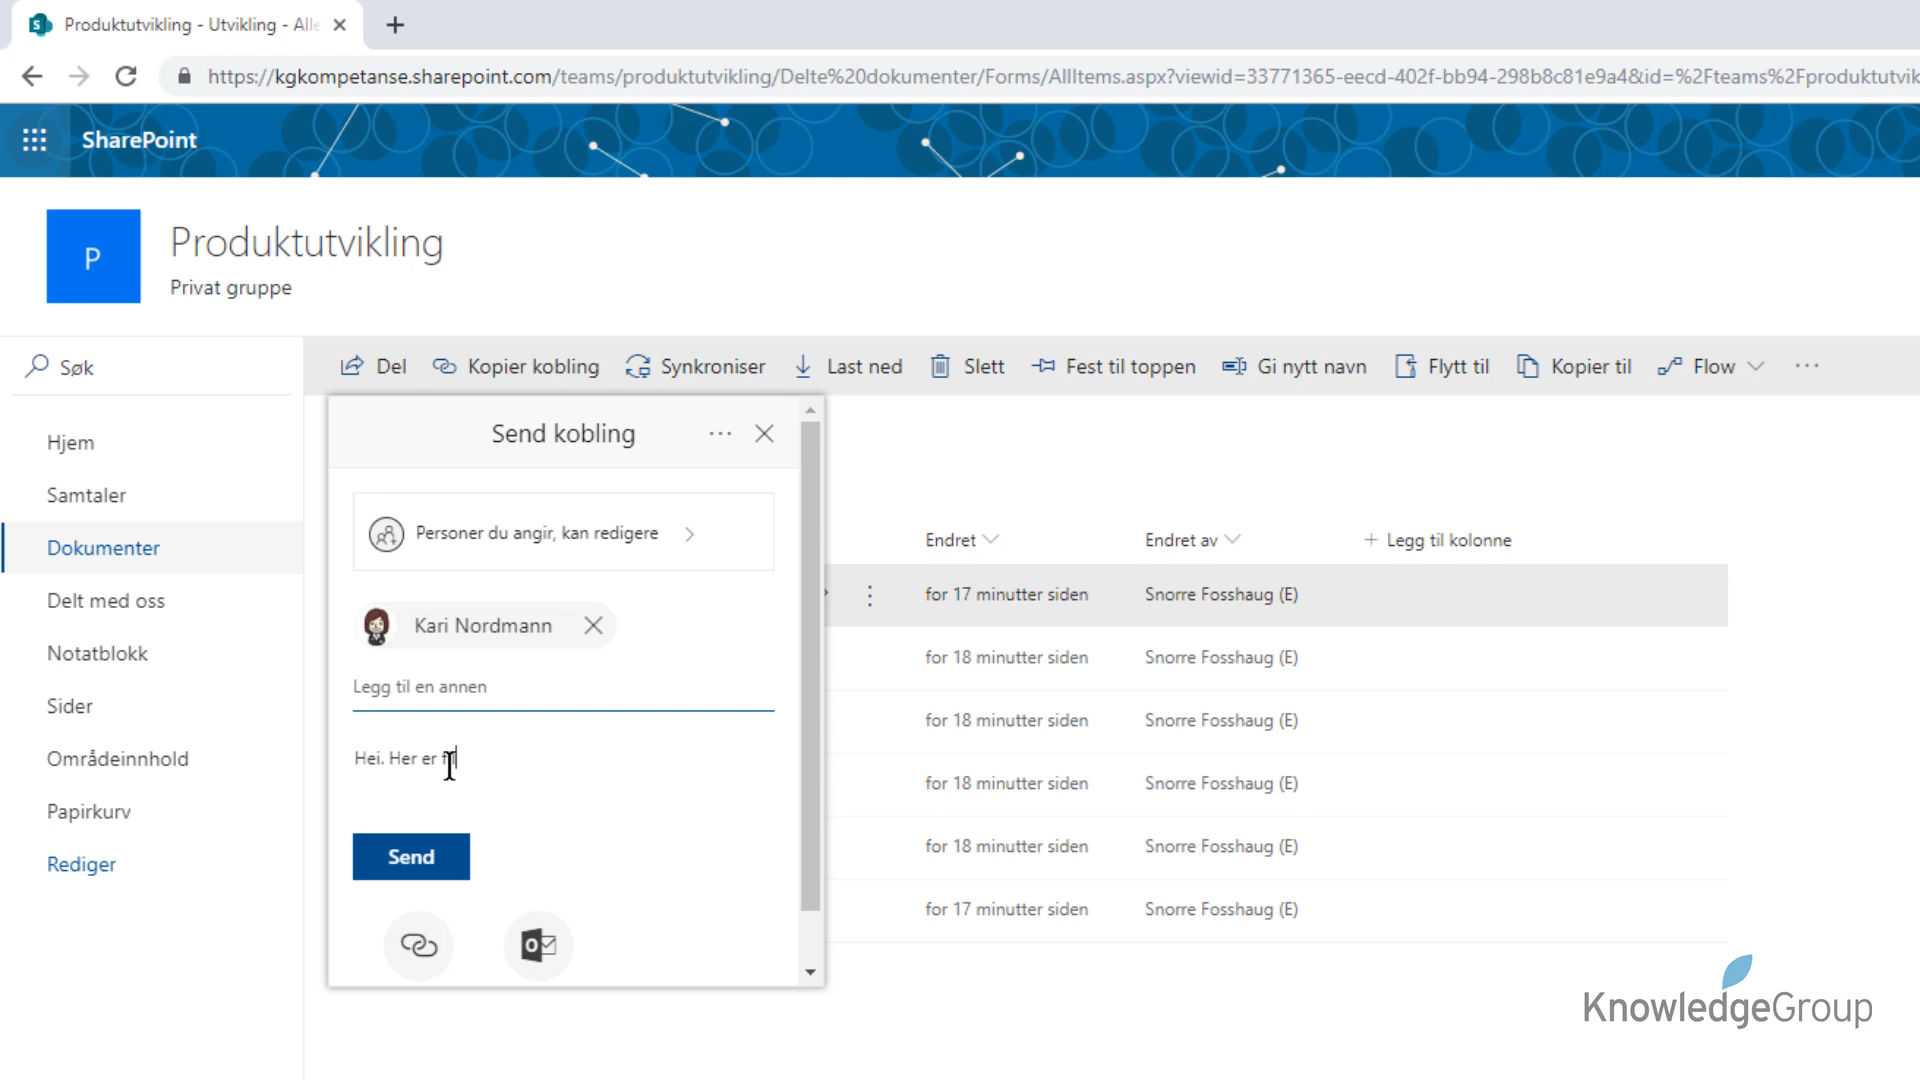 Produktutvikling - Utvikling - Alle
https://kgkompetanse.sharepoint.com/teams/produktutvikling/Delte%20dokumenter/Forms/AllItems.aspx?viewid=33771365-eecd-402f-bb94-298b8c81e9a4&id=%2Fteams%2Fproduktutvik
SharePoint
P
Produktutvikling
Privat gruppe
Søk
Del Kopier kobling Synkroniser Last ned Slett Fest til toppen Gi nytt navn Flytt til Kopier til Flow
Hjem
Samtaler
Dokumenter
Delt med oss
Notatblokk
Sider
Områdeinnhold
Papirkurv
Rediger
Send kobling
Personer du angir, kan redigere
Kari Nordmann
Legg til en annen
Hei. Her er
Send
Endret Endret av + Legg til kolonne
for 17 minutter siden Snorre Fosshaug (E)
for 18 minutter siden Snorre Fosshaug (E)
for 18 minutter siden Snorre Fosshaug (E)
for 18 minutter siden Snorre Fosshaug (E)
for 18 minutter siden Snorre Fosshaug (E)
for 17 minutter siden Snorre Fosshaug (E)
KnowledgeGroup